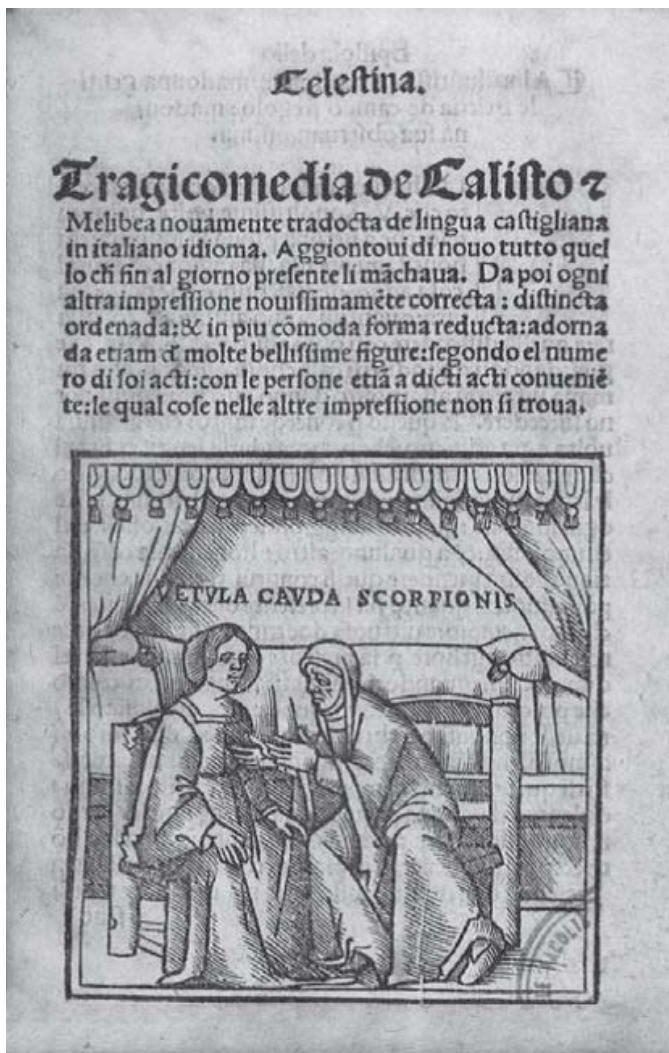 Celestina.
Tragicomedia de Calisto ⁊
Melibea nouamente tradocta de lingua castigliana
in italiano idioma. Aggiontoui di nouo tutto quel
lo chͥ fin al giorno presente li mãchaua. Da poi ogni
altra impressione nouissimamẽte correcta : distincta
ordenada:& in piu cõmoda forma reducta:adorna
da etiam molte bellissime figure:segondo el nume
ro di soi acti:con le persone etiã a dicti acti conueniẽ
te:le qual cose nelle altre impressione non si troua.
VETVLA CAVDA SCORPIONIS